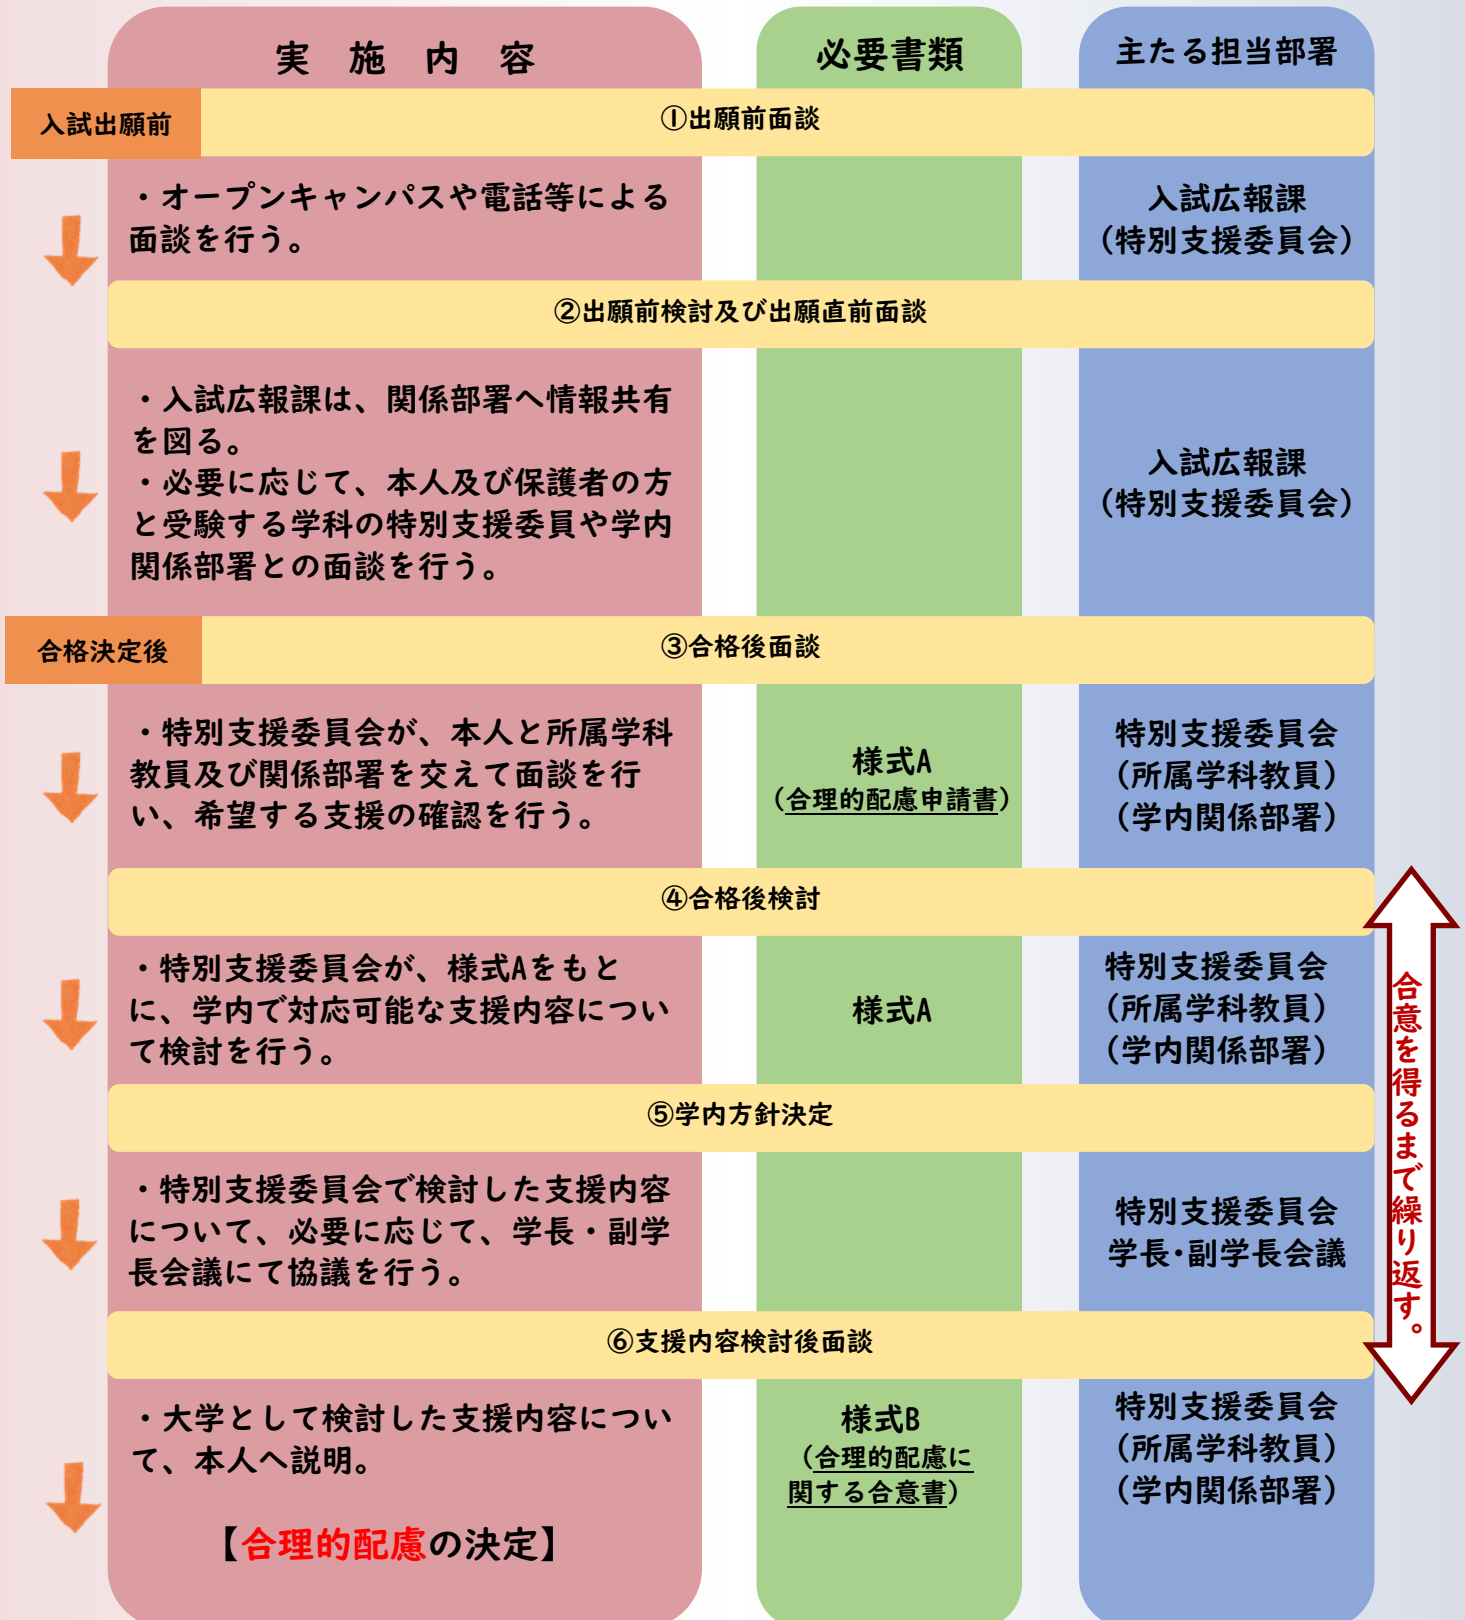 実 施 内 容
必要書類
主たる担当部署
入試出願前
①出願前面談
・オープンキャンパスや電話等による
面談を行う。
入試広報課
(特別支援委員会)
②出願前検討及び出願直前面談
・入試広報課は、関係部署へ情報共有
を図る。
・必要に応じて、本人及び保護者の方
と受験する学科の特別支援委員や学内
関係部署との面談を行う。
入試広報課
(特別支援委員会)
合格決定後
③合格後面談
・特別支援委員会が、本人と所属学科
教員及び関係部署を交えて面談を行
い、希望する支援の確認を行う。
様式A
(合理的配慮申請書)
特別支援委員会
(所属学科教員)
(学内関係部署)
④合格後検討
・特別支援委員会が、様式Aをもと
に、学内で対応可能な支援内容につい
て検討を行う。
様式A
特別支援委員会
(所属学科教員)
(学内関係部署)
⑤学内方針決定
・特別支援委員会で検討した支援内容
について、必要に応じて、学長・副学
長会議にて協議を行う。
特別支援委員会
学長・副学長会議
⑥支援内容検討後面談
・大学として検討した支援内容につい
て、本人へ説明。
【合理的配慮の決定】
様式B
(合理的配慮に
関する合意書)
特別支援委員会
(所属学科教員)
(学内関係部署)
合意を得るまで繰り返す。